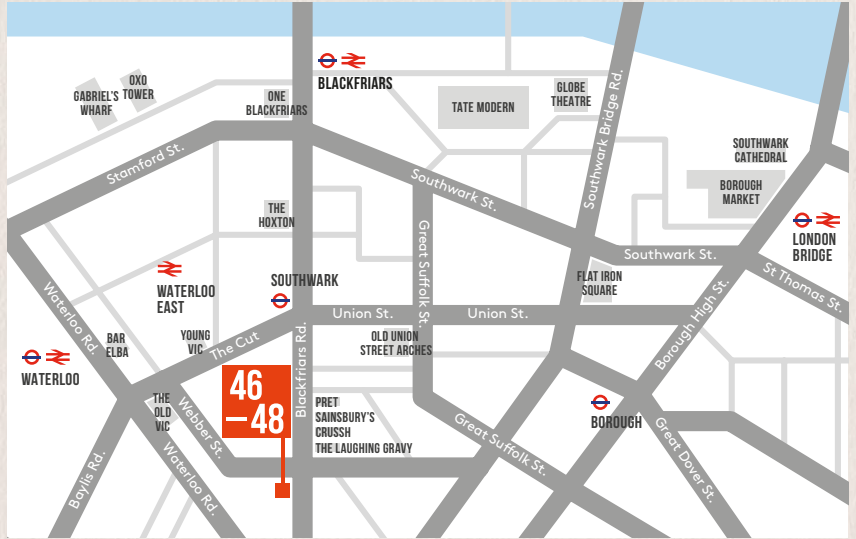 BLACKFRIARS
OXO
TOWER
GABRIEL'S
WHARF
ONE
BLACKFRIARS
TATE MODERN
GLOBE
THEATRE
Southwark Bridge Rd.
Stamford St.
SOUTHWARK
CATHEDRAL
BOROUGH
MARKET
Southwark St.
THE
HOXTON
LONDON
BRIDGE
Great Suffolk St.
Southwark St.
St Thomas St.
WATERLOO
EAST
SOUTHWARK
FLAT IRON
SQUARE
Waterloo Rd.
Union St.
Union St.
Borough High St.
BAR
ELBA
YOUNG
VIC
The Cut
OLD UNION
STREET ARCHES
WATERLOO
Blackfriars Rd.
46
–48
THE
OLD
VIC
Webber St.
PRET
SAINSBURY'S
CRUSSH
THE LAUGHING GRAVY
BOROUGH
Great Suffolk St.
Great Dover St.
Baylis Rd.
Waterloo Rd.